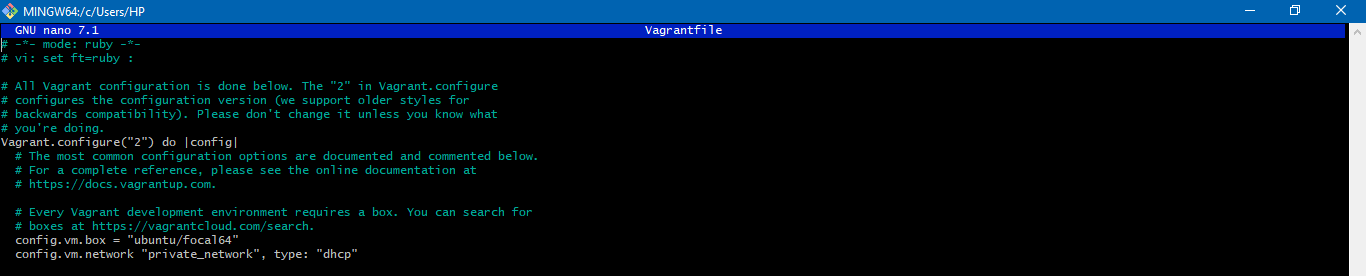 MINGW64:/c/Users/HP
GNU nano 7.1 Vagrantfile
# -*- mode: ruby -*-
# vi: set ft=ruby :
# All Vagrant configuration is done below. The "2" in Vagrant.configure
# configures the configuration version (we support older styles for
# backwards compatibility). Please don't change it unless you know what
# you're doing.
Vagrant.configure("2") do |config|
# The most common configuration options are documented and commented below.
# For a complete reference, please see the online documentation at
# https://docs.vagrantup.com.
# Every Vagrant development environment requires a box. You can search for
# boxes at https://vagrantcloud.com/search.
config.vm.box = "ubuntu/focal64"
config.vm.network "private_network", type: "dhcp"